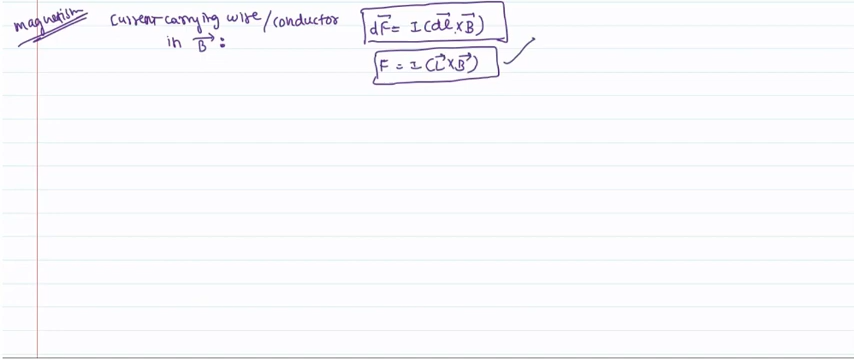 magnetism
Current carrying wire/conductor
in B⃗ :
dF⃗ = I(dl⃗ × B⃗)
F = I(L⃗ × B⃗)